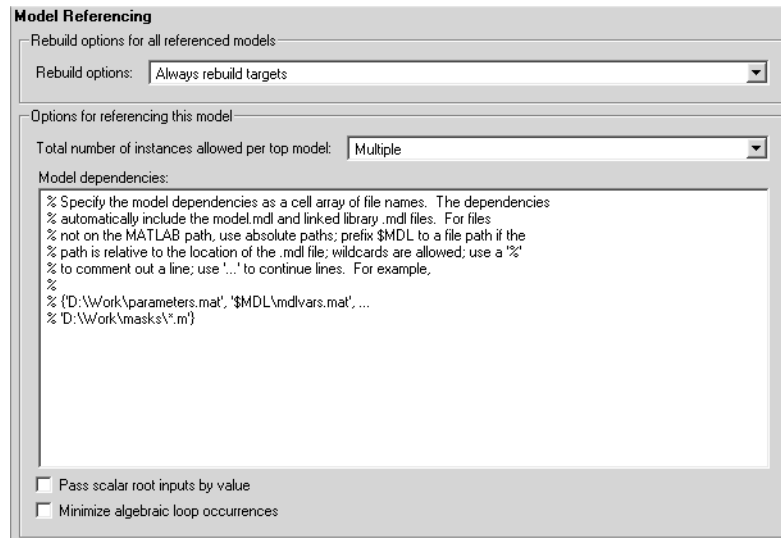 Model Referencing
Rebuild options for all referenced models
Rebuild options: Always rebuild targets
Options for referencing this model
Total number of instances allowed per top model: Multiple
Model dependencies:
% Specify the model dependencies as a cell array of file names.  The dependencies
% automatically include the model.mdl and linked library .mdl files.  For files
% not on the MATLAB path, use absolute paths; prefix $MDL to a file path if the
% path is relative to the location of the .mdl file; wildcards are allowed; use a '%'
% to comment out a line; use '...' to continue lines.  For example,
%
% {'D:\Work\parameters.mat', '$MDL\mdlvars.mat', ...
% 'D:\Work\masks\*.m'}
Pass scalar root inputs by value
Minimize algebraic loop occurrences